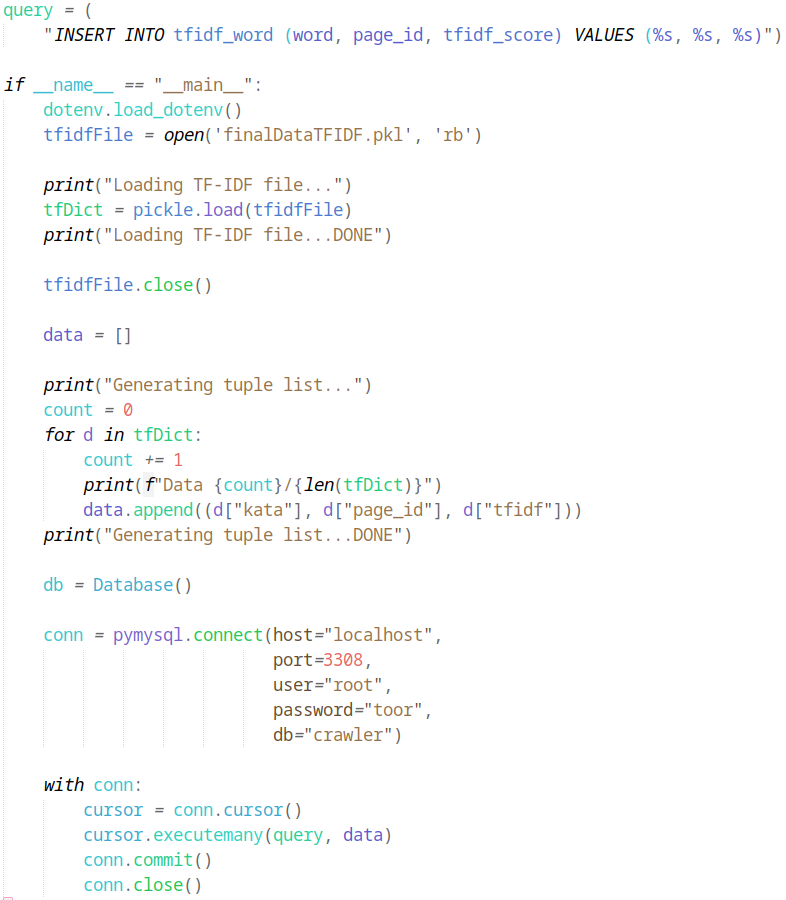 query = (
    "INSERT INTO tfidf_word (word, page_id, tfidf_score) VALUES (%s, %s, %s)")

if __name__ == "__main__":
    dotenv.load_dotenv()
    tfidfFile = open('finalDataTFIDF.pkl', 'rb')

    print("Loading TF-IDF file...")
    tfDict = pickle.load(tfidfFile)
    print("Loading TF-IDF file...DONE")

    tfidfFile.close()

    data = []

    print("Generating tuple list...")
    count = 0
    for d in tfDict:
        count += 1
        print(f"Data {count}/{len(tfDict)}")
        data.append((d["kata"], d["page_id"], d["tfidf"]))
    print("Generating tuple list...DONE")

    db = Database()

    conn = pymysql.connect(host="localhost",
                           port=3308,
                           user="root",
                           password="toor",
                           db="crawler")

    with conn:
        cursor = conn.cursor()
        cursor.executemany(query, data)
        conn.commit()
        conn.close()